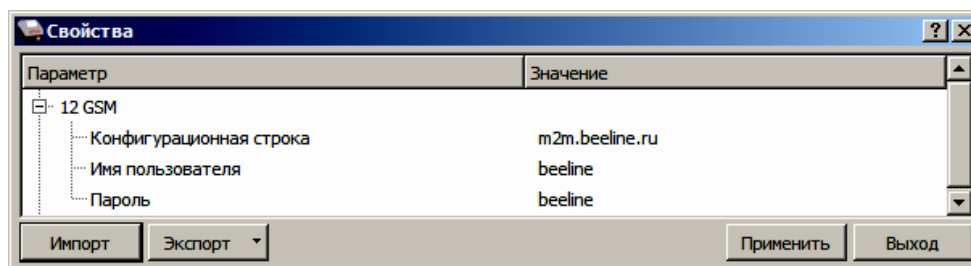 Свойства
Параметр Значение
12 GSM
Конфигурационная строка m2m.beeline.ru
Имя пользователя beeline
Пароль beeline
Импорт Экспорт Применить Выход